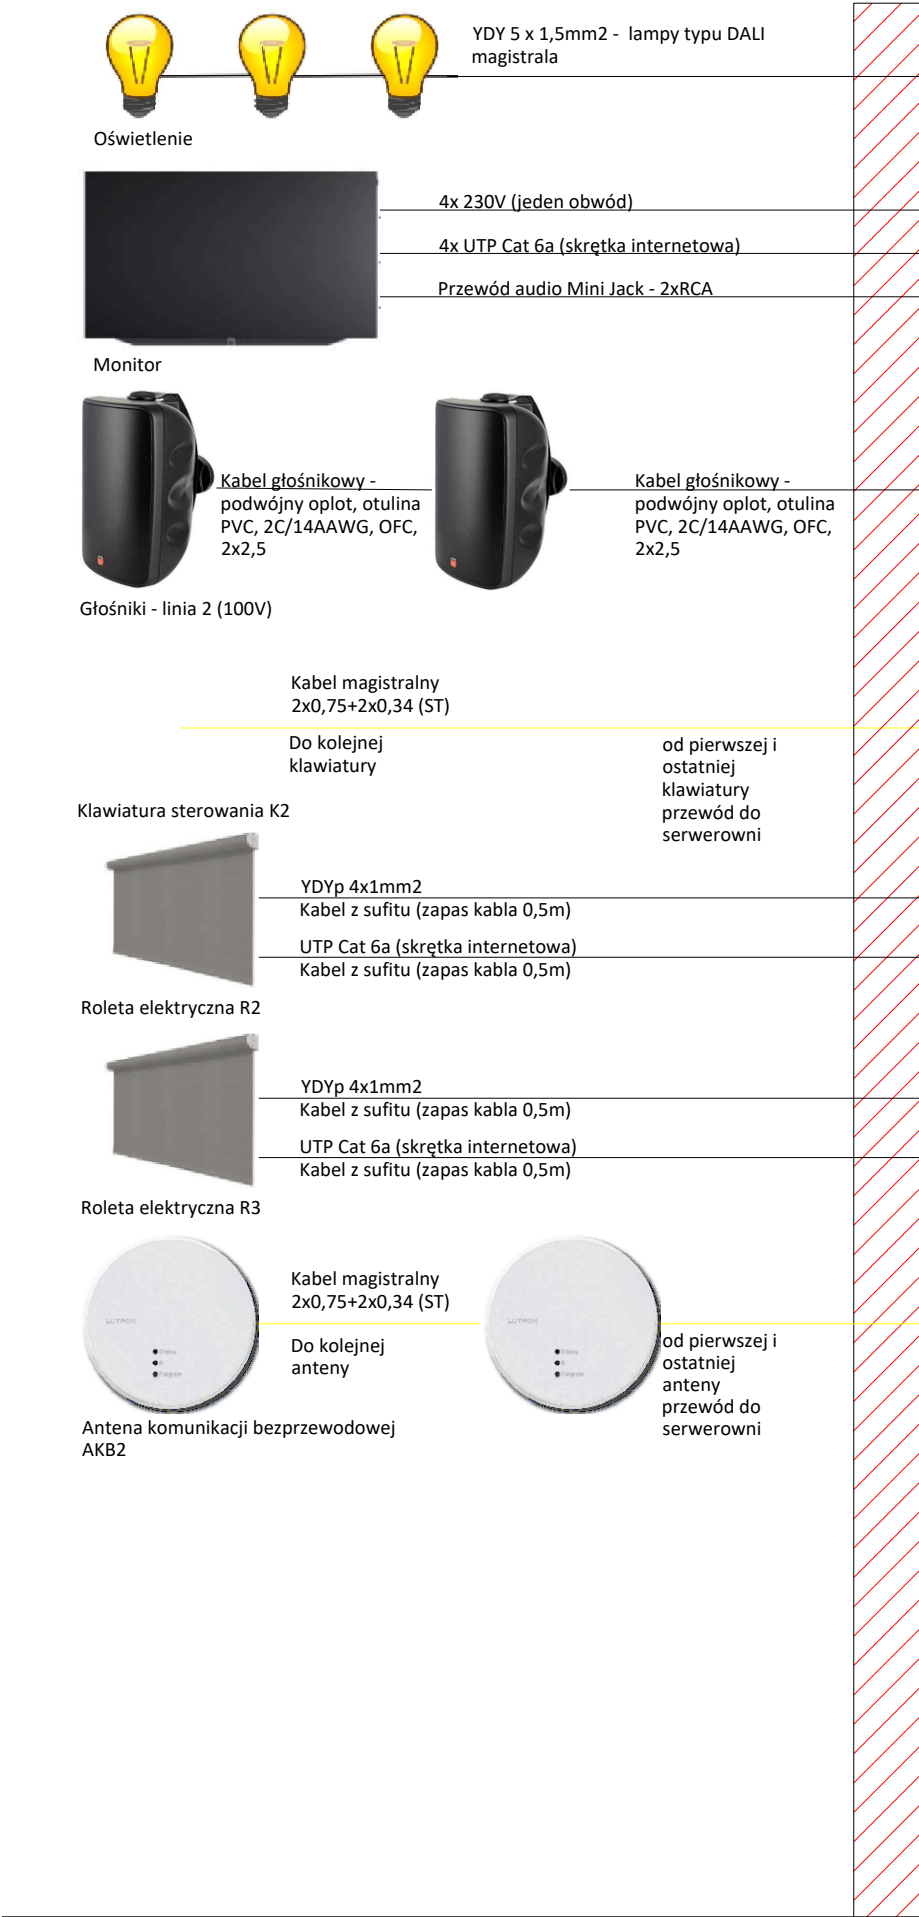 YDY 5 x 1,5mm2 - lampy typu DALI
magistrala
Oświetlenie
4x 230V (jeden obwód)
4x UTP Cat 6a (skrętka internetowa)
Przewód audio Mini Jack - 2xRCA
Monitor
Kabel głośnikowy -
podwójny oplot, otulina
PVC, 2C/14AAWG, OFC,
2x2,5
Kabel głośnikowy -
podwójny oplot, otulina
PVC, 2C/14AAWG, OFC,
2x2,5
Głośniki - linia 2 (100V)
Kabel magistralny
2x0,75+2x0,34 (ST)
Do kolejnej
klawiatury
od pierwszej i
ostatniej
klawiatury
przewód do
serwerowni
Klawiatura sterowania K2
YDYp 4x1mm2
Kabel z sufitu (zapas kabla 0,5m)
UTP Cat 6a (skrętka internetowa)
Kabel z sufitu (zapas kabla 0,5m)
Roleta elektryczna R2
YDYp 4x1mm2
Kabel z sufitu (zapas kabla 0,5m)
UTP Cat 6a (skrętka internetowa)
Kabel z sufitu (zapas kabla 0,5m)
Roleta elektryczna R3
LUTRON
Kabel magistralny
2x0,75+2x0,34 (ST)
Do kolejnej
anteny
LUTRON
od pierwszej i
ostatniej
anteny
przewód do
serwerowni
Antena komunikacji bezprzewodowej
AKB2